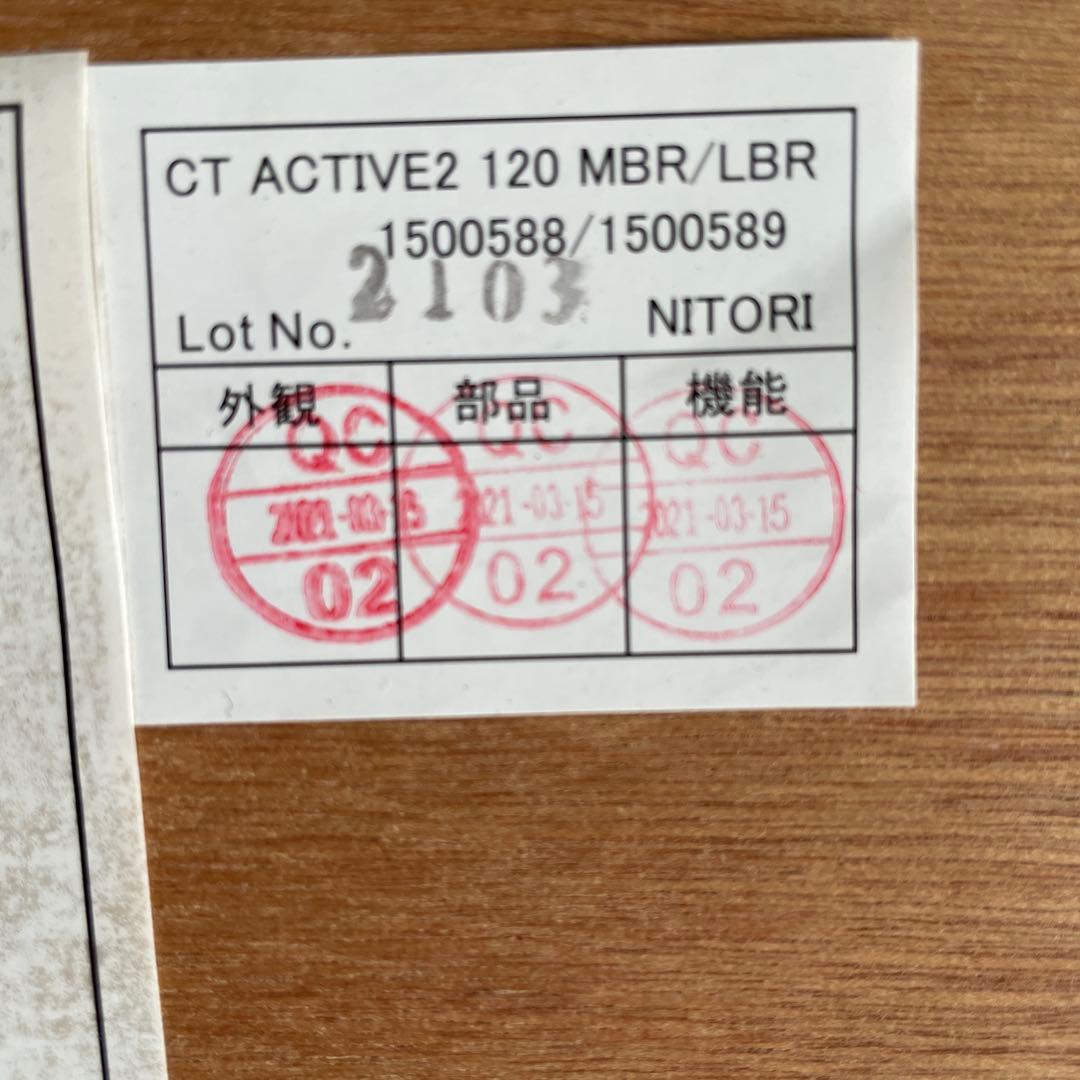 CT ACTIVE2 120 MBR/LBR
1500588/1500589
Lot No. 2103 NITORI
外観 部品 機能
QC QC QC
2021-03-15 2021-03-15 2021-03-15
02 02 02